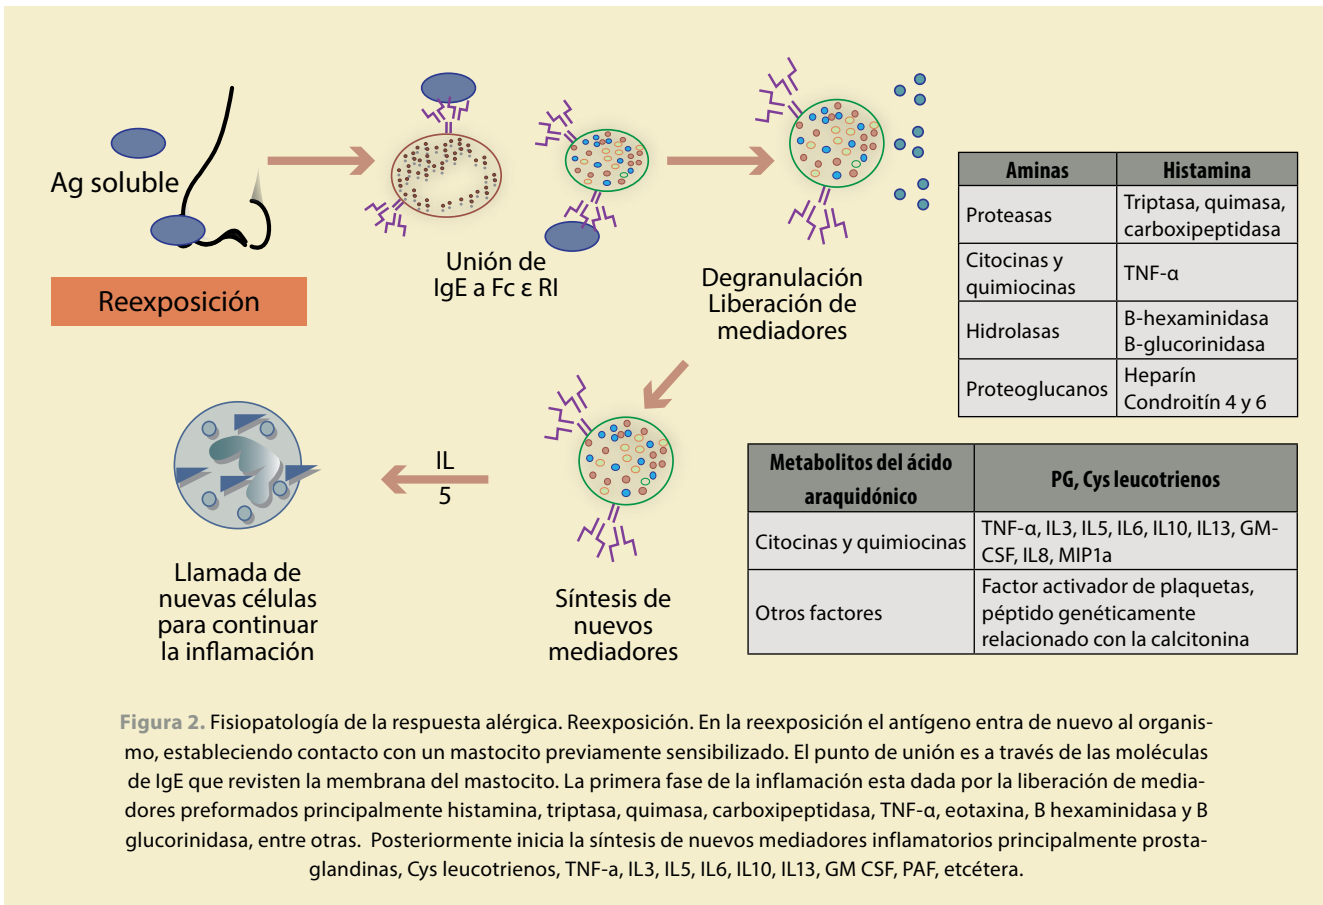 Ag soluble
Reexposición
Unión de
IgE a Fc ε RI
Degranulación
Liberación de
mediadores
Aminas Histamina
Proteasas Triptasa, quimasa,
carboxipeptidasa
Citocinas y
quimiocinas TNF-α
Hidrolasas B-hexaminidasa
B-glucorinidasa
Proteoglucanos Heparín
Condroitín 4 y 6
IL
5
Llamada de
nuevas células
para continuar
la inflamación
Síntesis de
nuevos
mediadores
Metabolitos del ácido
araquidónico PG, Cys leucotrienos
Citocinas y quimiocinas TNF-α, IL3, IL5, IL6, IL10, IL13, GM-
CSF, IL8, MIP1a
Otros factores Factor activador de plaquetas,
péptido genéticamente
relacionado con la calcitonina
Figura 2. Fisiopatología de la respuesta alérgica. Reexposición. En la reexposición el antígeno entra de nuevo al organis-
mo, estableciendo contacto con un mastocito previamente sensibilizado. El punto de unión es a través de las moléculas
de IgE que revisten la membrana del mastocito. La primera fase de la inflamación esta dada por la liberación de media-
dores preformados principalmente histamina, triptasa, quimasa, carboxipeptidasa, TNF-α, eotaxina, B hexaminidasa y B
glucorinidasa, entre otras. Posteriormente inicia la síntesis de nuevos mediadores inflamatorios principalmente prosta-
glandinas, Cys leucotrienos, TNF-a, IL3, IL5, IL6, IL10, IL13, GM CSF, PAF, etcétera.